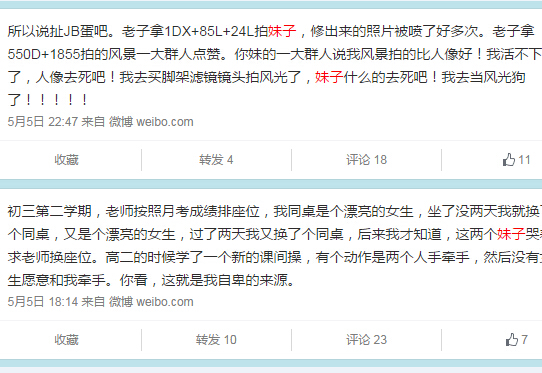 所以说扯JB蛋吧。老子拿1DX+85L+24L拍妹子，修出来的照片被喷了好多次。老子拿
550D+1855拍的风景一大群人点赞。你妹的一大群人说我风景拍的比人像好！我活不下
了，人像去死吧！我去买脚架滤镜镜头拍风光了，妹子什么的去死吧！我去当风光狗
了！！！！！
5月5日 22:47 来自 微博 weibo.com
收藏 转发 4 评论 18 11
初三第二学期，老师按照月考成绩排座位，我同桌是个漂亮的女生，坐了没两天我就换了
个同桌，又是个漂亮的女生，过了两天我又换了个同桌，后来我才知道，这两个妹子哭
求老师换座位。高二的时候学了一个新的课间操，有个动作是两个人手牵手，然后没有
生愿意和我牵手。你看，这就是我自卑的来源。
5月5日 18:14 来自 微博 weibo.com
收藏 转发 10 评论 23 7